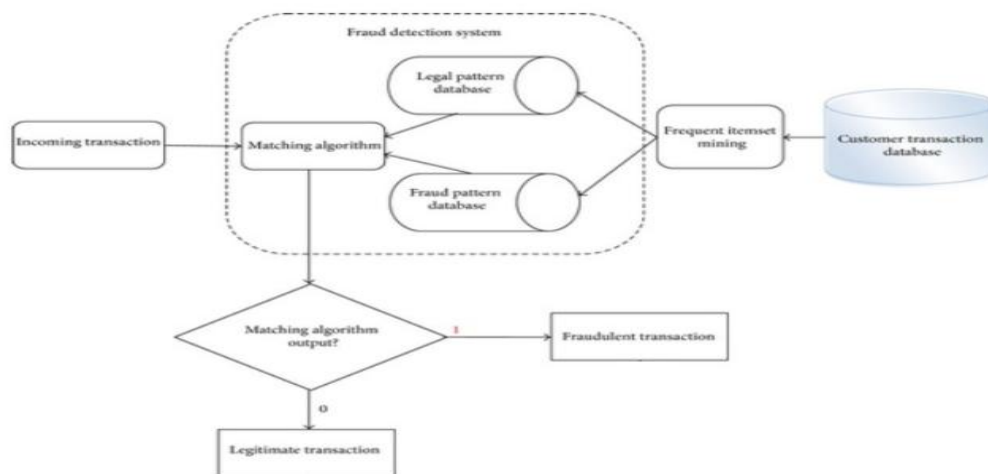 Fraud detection system
Legal pattern
database
Incoming transaction
Matching algorithm
Frequent itemset
mining
Customer transaction
database
Fraud pattern
database
Matching algorithm
output?
1
Fraudulent transaction
0
Legitimate transaction